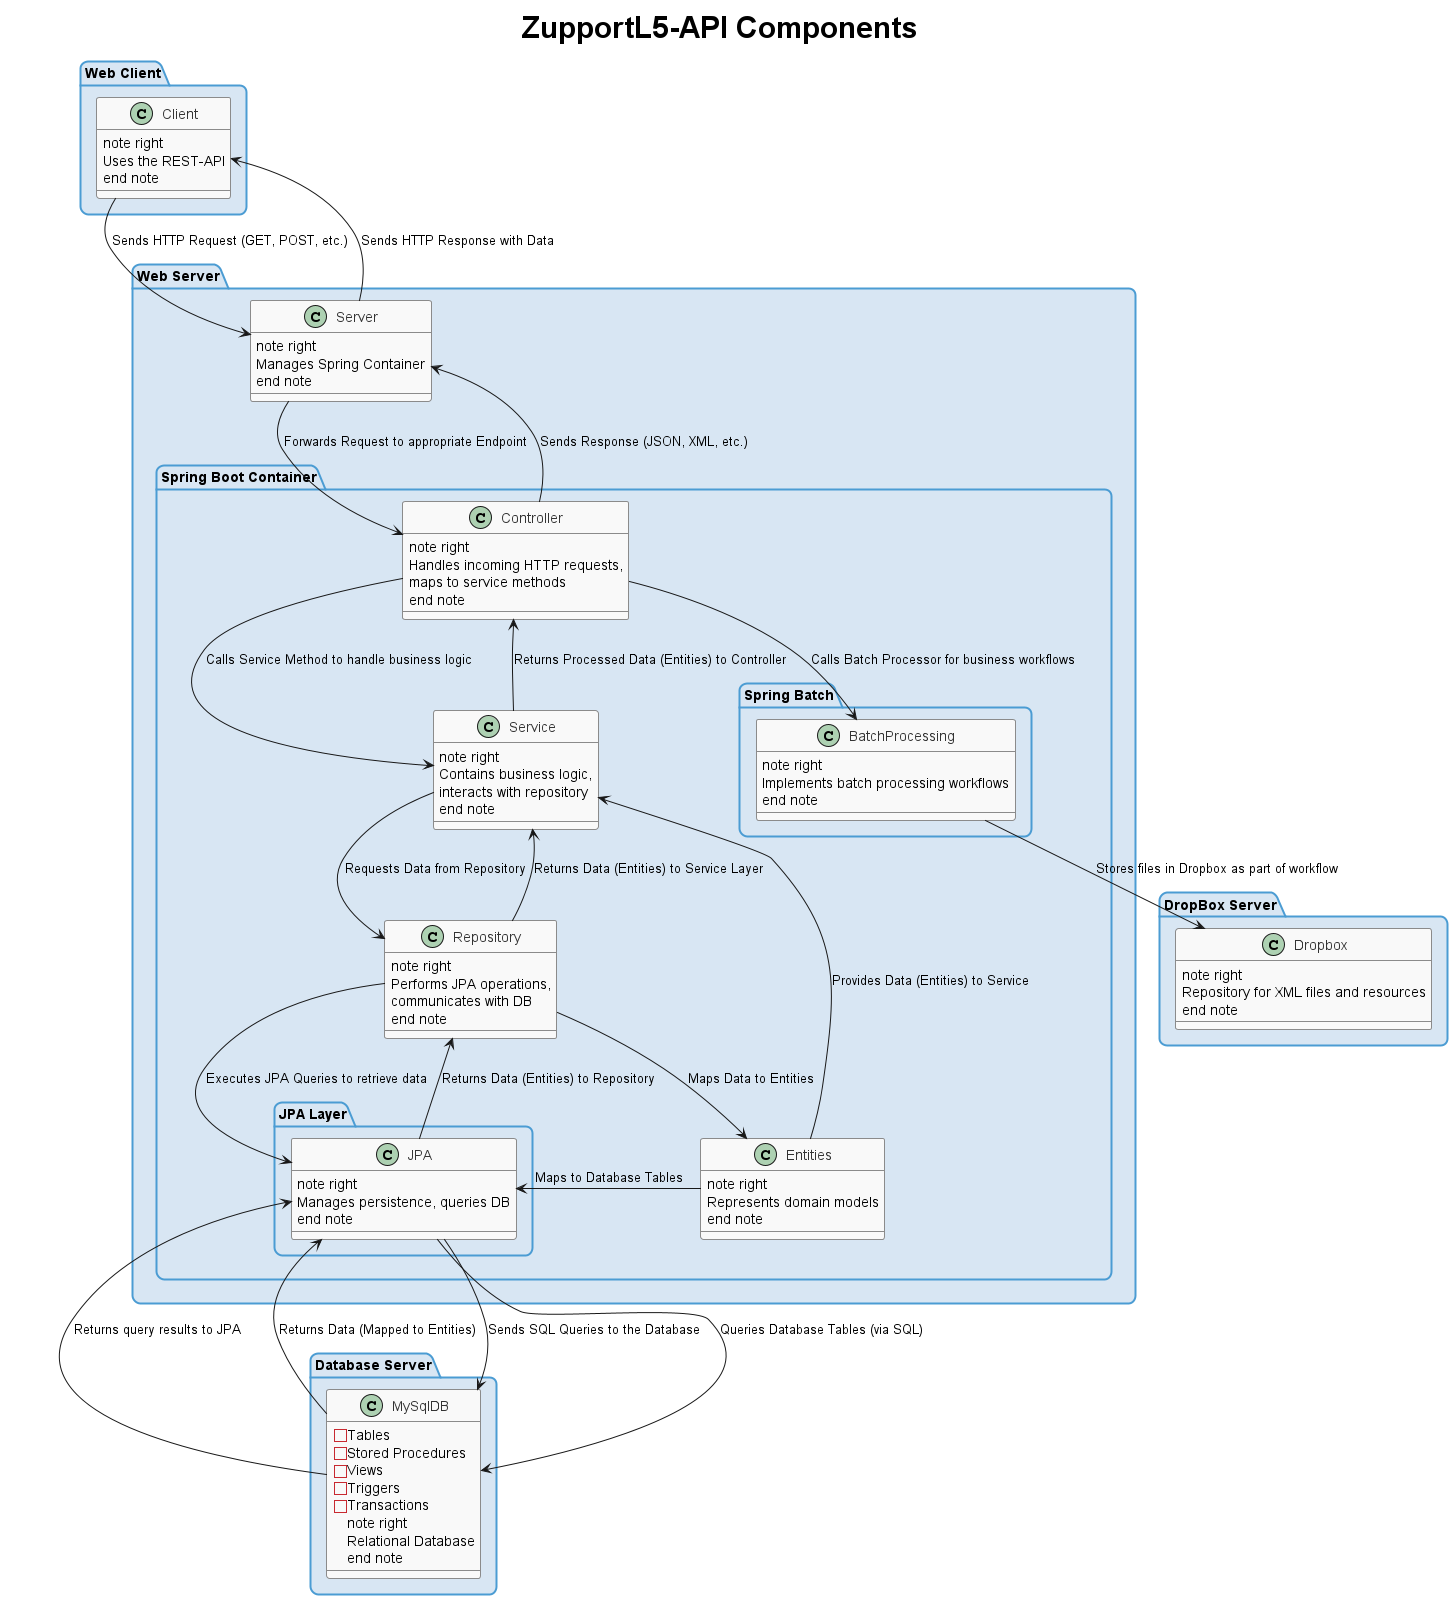 ZupportL5-API Components
Web Client
C Client
note right
Uses the REST-API
end note
Sends HTTP Request (GET, POST, etc.)
Sends HTTP Response with Data
Web Server
C Server
note right
Manages Spring Container
end note
Forwards Request to appropriate Endpoint
Sends Response (JSON, XML, etc.)
Spring Boot Container
C Controller
note right
Handles incoming HTTP requests,
maps to service methods
end note
Calls Service Method to handle business logic
Returns Processed Data (Entities) to Controller
Calls Batch Processor for business workflows
Spring Batch
C Service
note right
Contains business logic,
interacts with repository
end note
C BatchProcessing
note right
Implements batch processing workflows
end note
Requests Data from Repository
Returns Data (Entities) to Service Layer
Stores files in Dropbox as part of workflow
DropBox Server
C Repository
note right
Performs JPA operations,
communicates with DB
end note
C Dropbox
note right
Repository for XML files and resources
end note
Provides Data (Entities) to Service
Executes JPA Queries to retrieve data
Returns Data (Entities) to Repository
Maps Data to Entities
JPA Layer
C JPA
note right
Manages persistence, queries DB
end note
Maps to Database Tables
C Entities
note right
Represents domain models
end note
Returns query results to JPA
Returns Data (Mapped to Entities)
Sends SQL Queries to the Database
Queries Database Tables (via SQL)
Database Server
C MySqlDB
Tables
Stored Procedures
Views
Triggers
Transactions
note right
Relational Database
end note